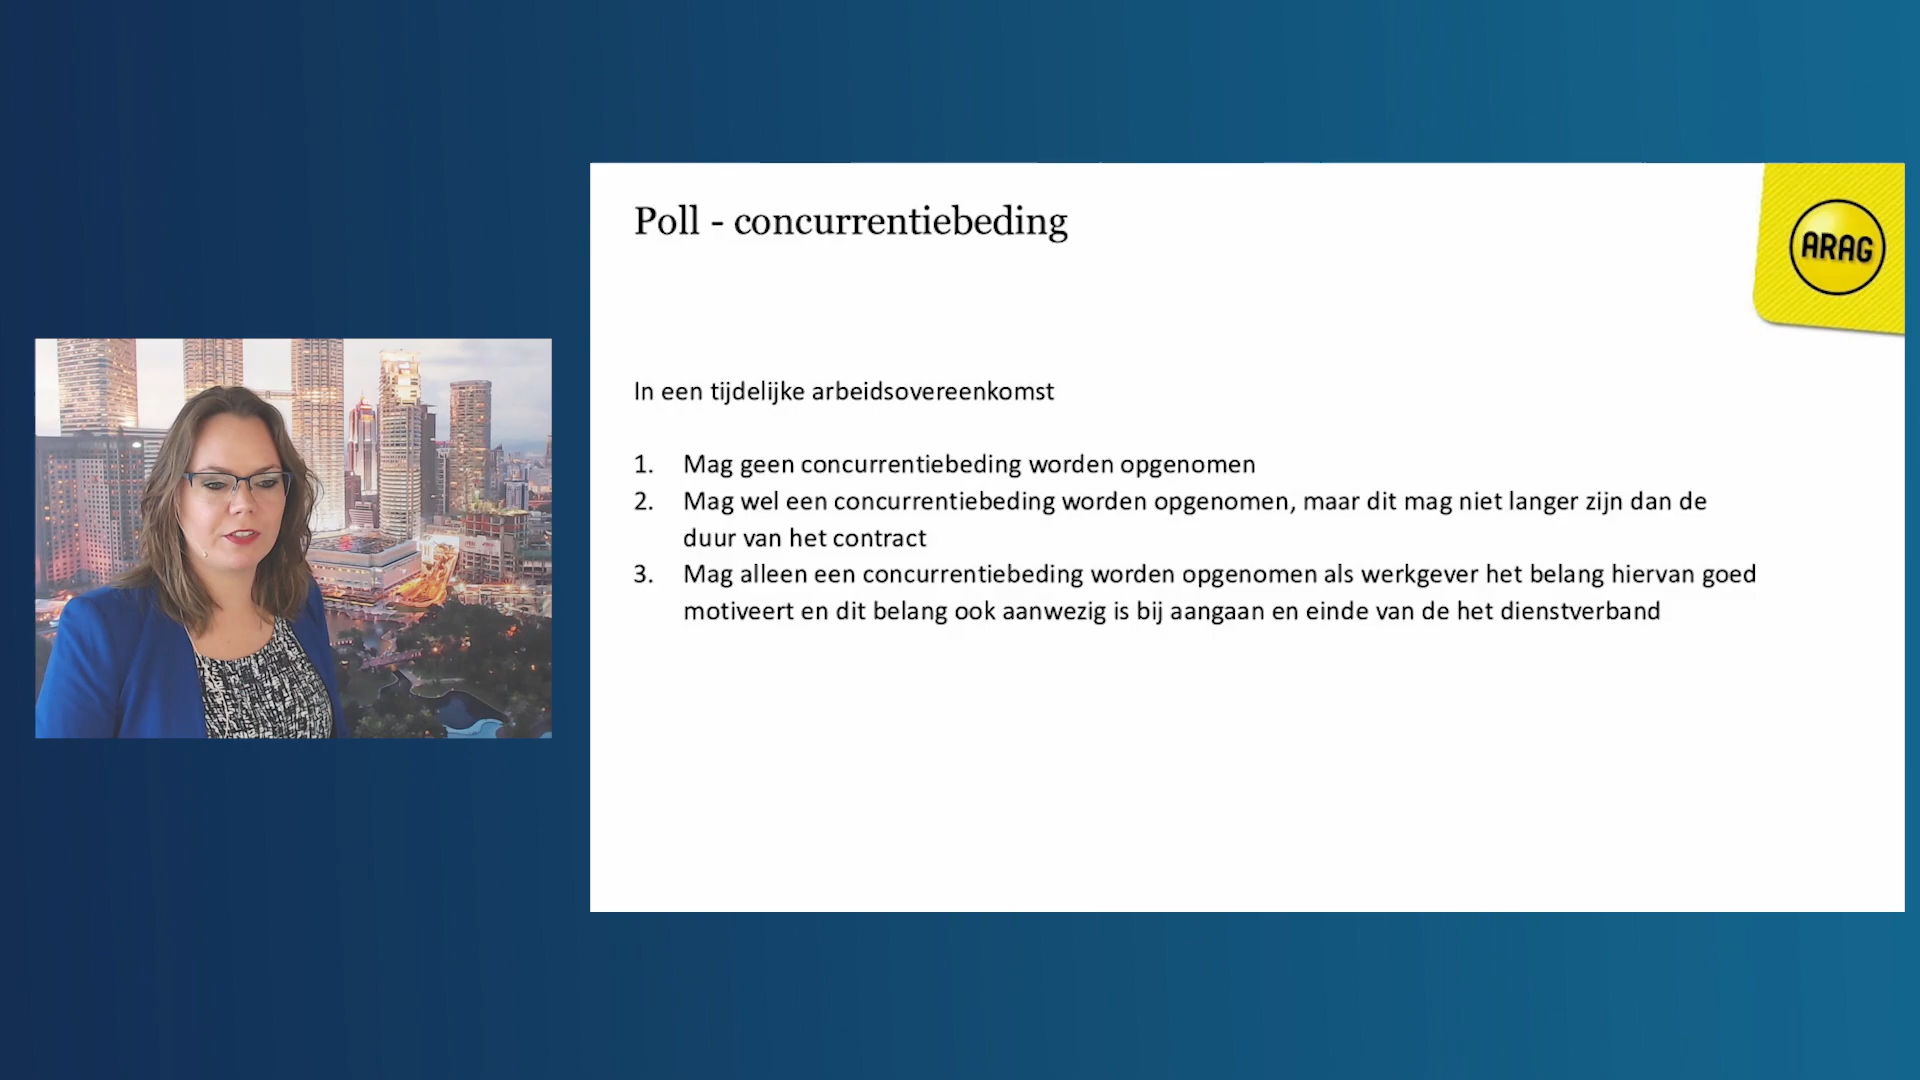 Poll - concurrentiebeding
ARAG
In een tijdelijke arbeidsovereenkomst
1. Mag geen concurrentiebeding worden opgenomen
2. Mag wel een concurrentiebeding worden opgenomen, maar dit mag niet langer zijn dan de
duur van het contract
3. Mag alleen een concurrentiebeding worden opgenomen als werkgever het belang hiervan goed
motiveert en dit belang ook aanwezig is bij aangaan en einde van de het dienstverband